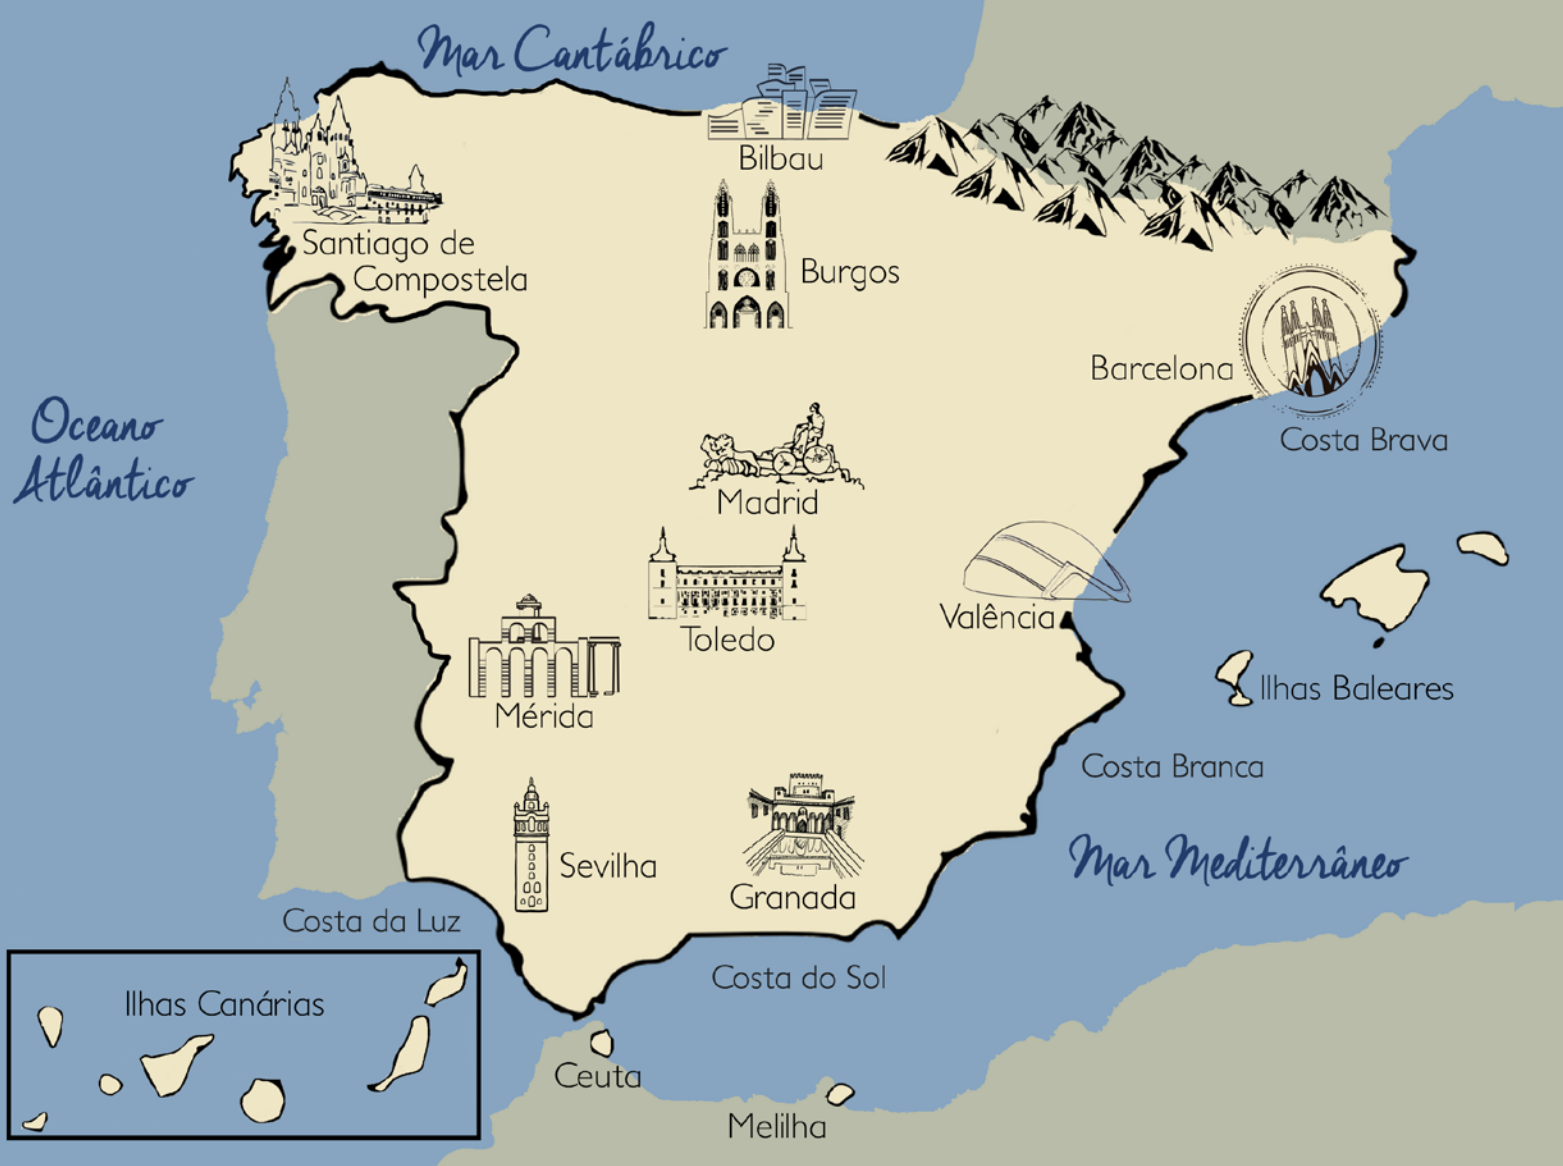 Mar Cantábrico
Bilbau
Santiago de
Compostela
Burgos
Barcelona
Oceano
Atlântico
Costa Brava
Madrid
Valência
Toledo
Ilhas Baleares
Mérida
Costa Branca
Mar Mediterrâneo
Sevilha
Granada
Costa da Luz
Costa do Sol
Ilhas Canárias
Ceuta
Melilha